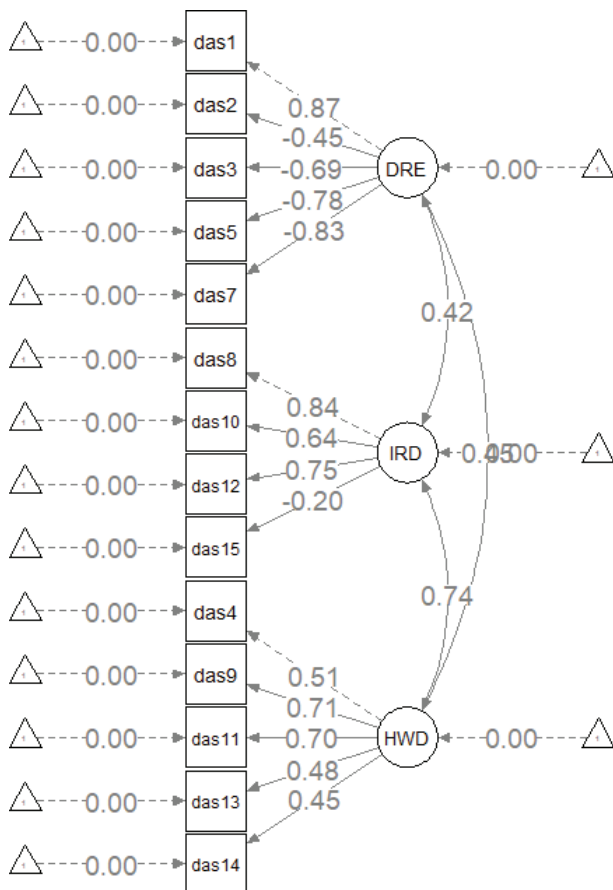 0.00 das1
0.87
0.00 das2
-0.45
0.00 das3 -0.69 DRE 0.00
-0.78
0.00 das5
-0.83
0.00 das7
0.42
0.00 das8
0.84
0.00 das10
0.64
IRD 0.45 0.00
0.75
0.00 das12
-0.20
0.00 das15
0.74
0.00 das4
0.51
0.00 das9
0.71
0.00 das11 0.70 HWD 0.00
0.48
0.00 das13
0.45
0.00 das14